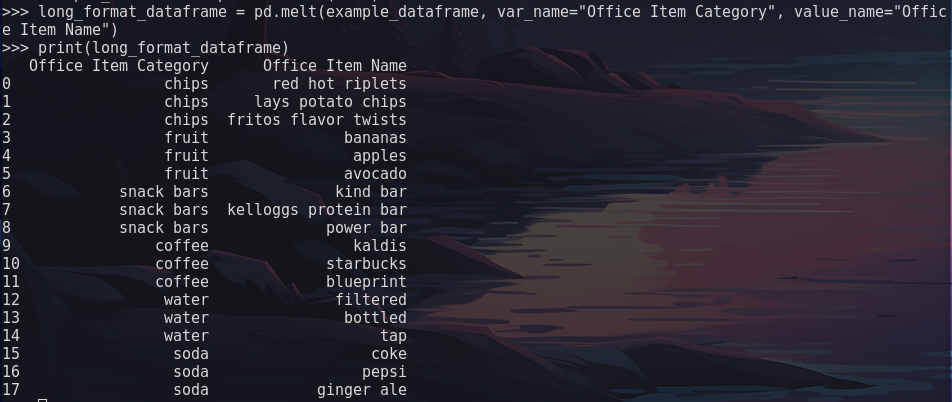 >>> long_format_dataframe = pd.melt(example_dataframe, var_name="Office Item Category", value_name="Offic
e Item Name")
>>> print(long_format_dataframe)
   Office Item Category      Office Item Name
0                 chips       red hot riplets
1                 chips     lays potato chips
2                 chips  fritos flavor twists
3                 fruit               bananas
4                 fruit                apples
5                 fruit               avocado
6            snack bars              kind bar
7            snack bars  kelloggs protein bar
8            snack bars             power bar
9                coffee                kaldis
10               coffee             starbucks
11               coffee             blueprint
12                water              filtered
13                water               bottled
14                water                   tap
15                 soda                  coke
16                 soda                 pepsi
17                 soda            ginger ale